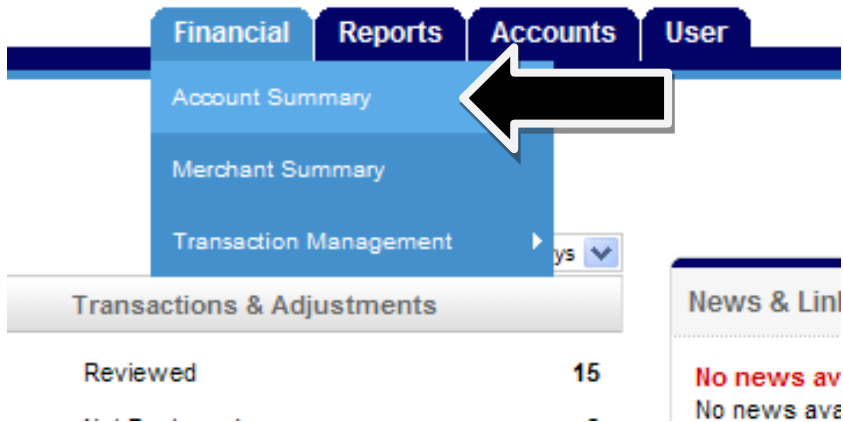 Financial Reports Accounts User
Account Summary
Merchant Summary
Transaction Management
ys
Transactions & Adjustments
News & Lin
Reviewed 15
No news av
No news ava